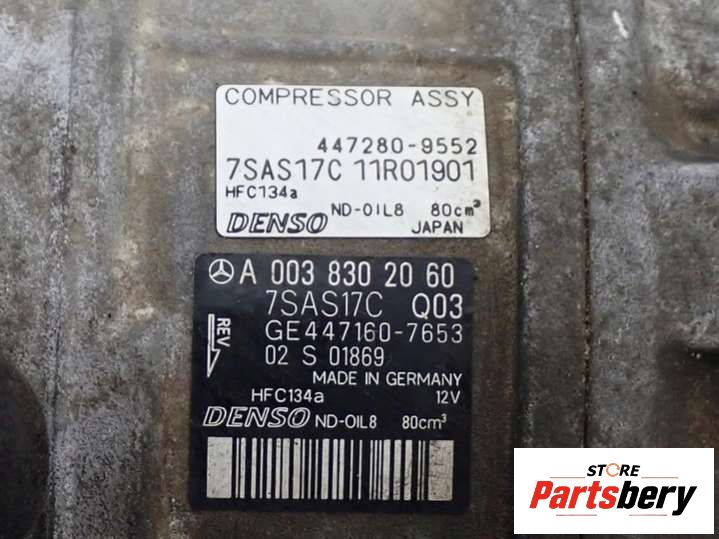 COMPRESSOR ASSY
447280-9552
7SAS17C 11R01901
HFC134a
ND-OIL8 80cm³
DENSO
JAPAN
A 003 830 20 60
7SAS17C Q03
REV
GE447160-7653
02 S 01869
MADE IN GERMANY
HFC134a 12V
DENSO ND-OIL8 80cm³
STORE
Partsbery